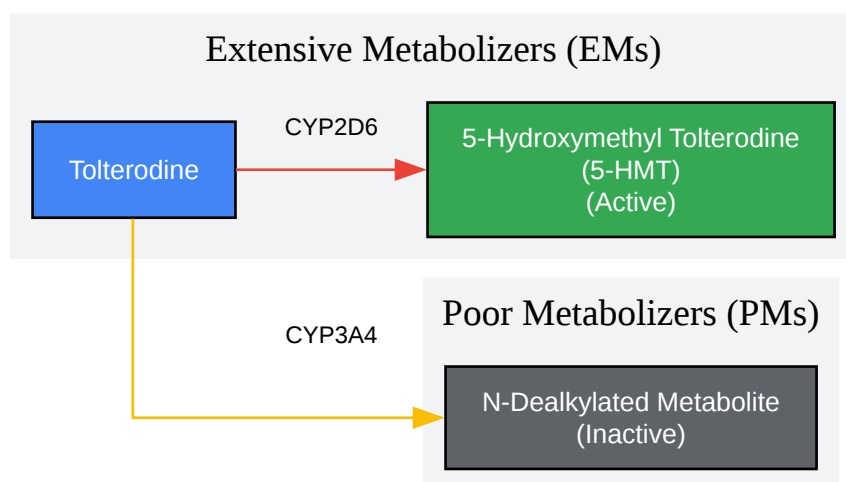 Extensive Metabolizers (EMs)
CYP2D6
Tolterodine
5-Hydroxymethyl Tolterodine
(5-HMT)
(Active)
CYP3A4
Poor Metabolizers (PMs)
N-Dealkylated Metabolite
(Inactive)